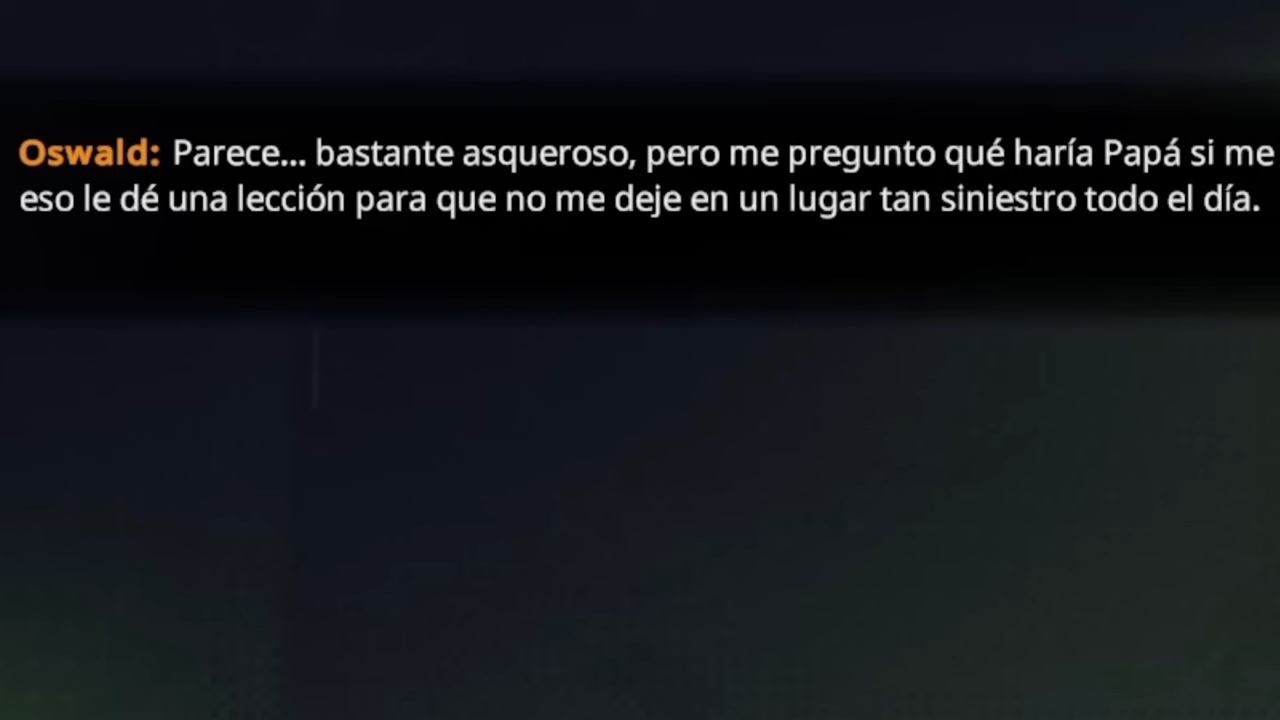 Oswald: Parece... bastante asqueroso, pero me pregunto qué haría Papá si me
eso le dé una lección para que no me deje en un lugar tan siniestro todo el día.